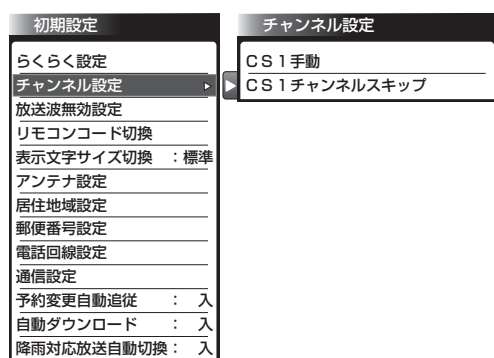 初期設定
らくらく設定
チャンネル設定
放送波無効設定
リモコンコード切換
表示文字サイズ切換 ：標準
アンテナ設定
居住地域設定
郵便番号設定
電話回線設定
通信設定
予約変更自動追従 ： 入
自動ダウンロード ： 入
降雨対応放送自動切換： 入
チャンネル設定
ＣＳ１手動
ＣＳ１チャンネルスキップ